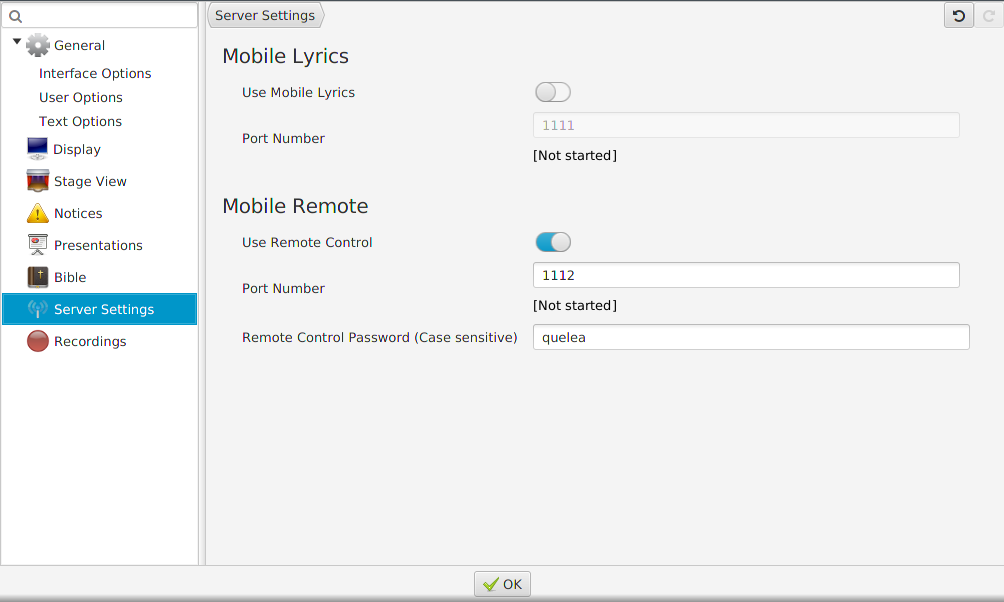 General
Interface Options
User Options
Text Options
Display
Stage View
Notices
Presentations
Bible
Server Settings
Recordings
Server Settings
Mobile Lyrics
Use Mobile Lyrics
Port Number
1111
[Not started]
Mobile Remote
Use Remote Control
Port Number
1112
[Not started]
Remote Control Password (Case sensitive)
quelea
OK